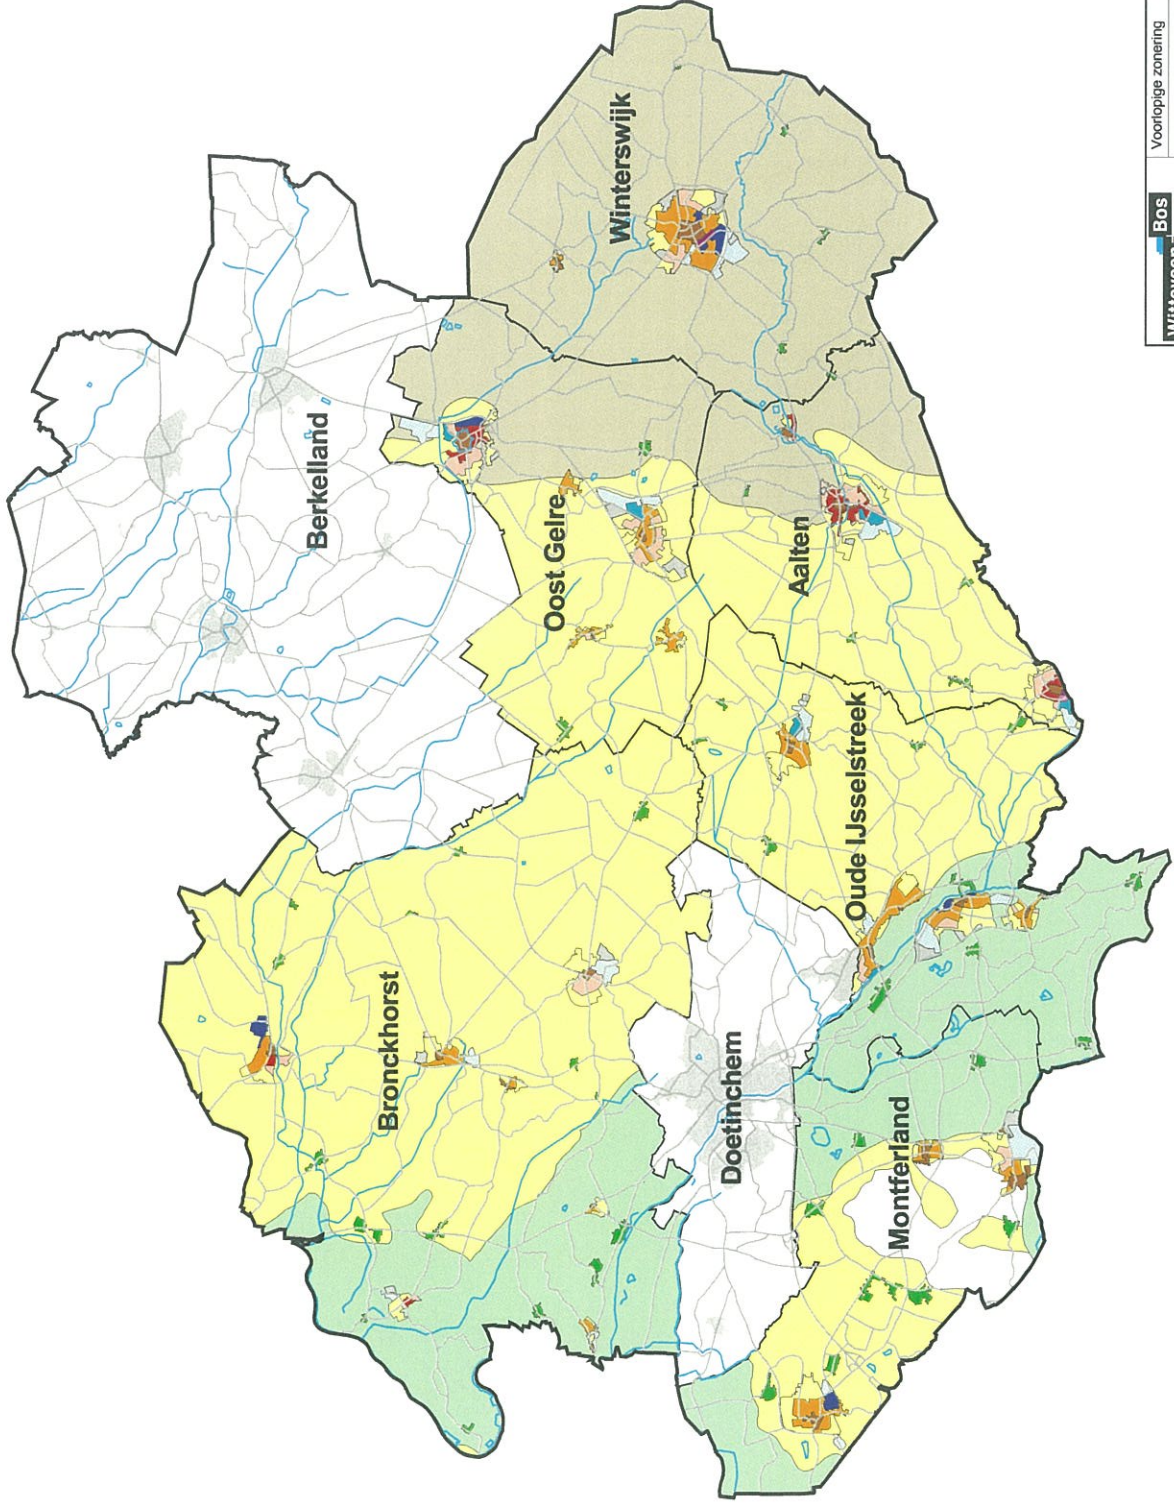 Winterswijk
Berkelland
Oost Gelre
Aalten
Oude IJsselstreek
Bronckhorst
Doetinchem
Montferland
Voorlopige zonering
Bos